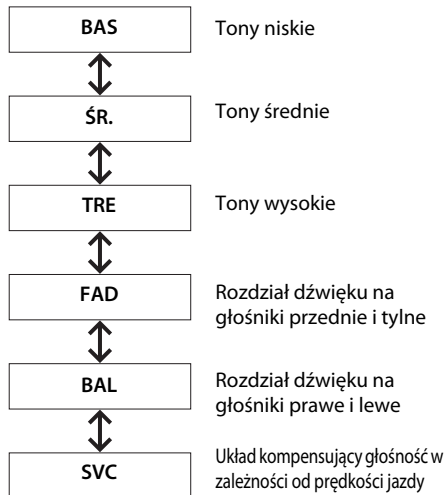 BAS
Tony niskie
ŚR.
Tony średnie
TRE
Tony wysokie
FAD
Rozdział dźwięku na
głośniki przednie i tylne
BAL
Rozdział dźwięku na
głośniki prawe i lewe
SVC
Układ kompensujący głośność w
zależności od prędkości jazdy